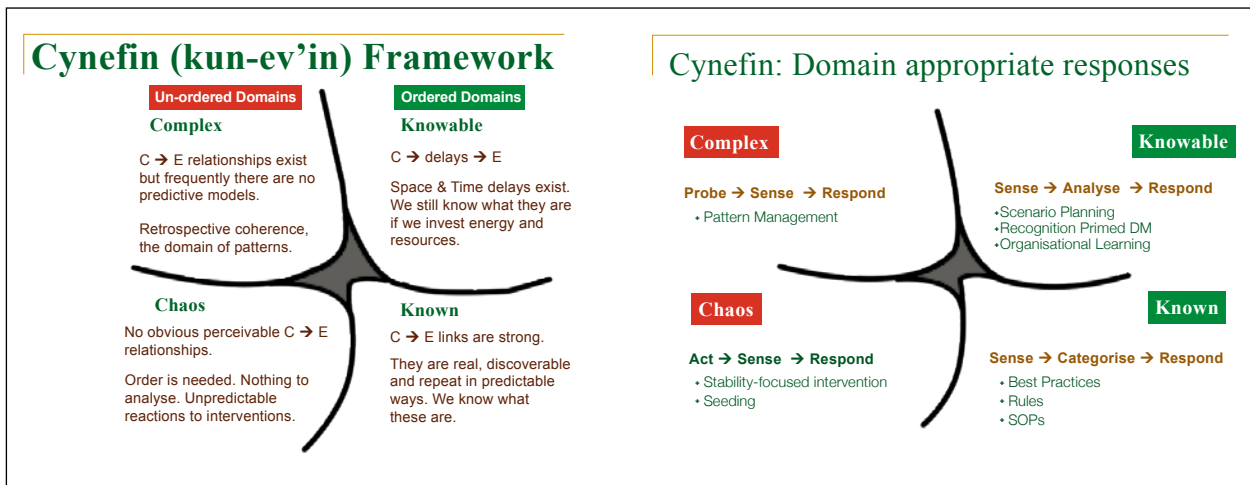 Cynefin (kun-ev'in) Framework
Un-ordered Domains
Complex
C → E relationships exist
but frequently there are no
predictive models.
Retrospective coherence,
the domain of patterns.
Ordered Domains
Knowable
C → delays → E
Space & Time delays exist.
We still know what they are
if we invest energy and
resources.
Chaos
No obvious perceivable C → E
relationships.
Order is needed. Nothing to
analyse. Unpredictable
reactions to interventions.
Known
C → E links are strong.
They are real, discoverable
and repeat in predictable
ways. We know what
these are.
Cynefin: Domain appropriate responses
Complex
Probe → Sense → Respond
• Pattern Management
Knowable
Sense → Analyse → Respond
•Scenario Planning
•Recognition Primed DM
•Organisational Learning
Chaos
Act → Sense → Respond
• Stability-focused intervention
• Seeding
Known
Sense → Categorise → Respond
• Best Practices
• Rules
• SOPs